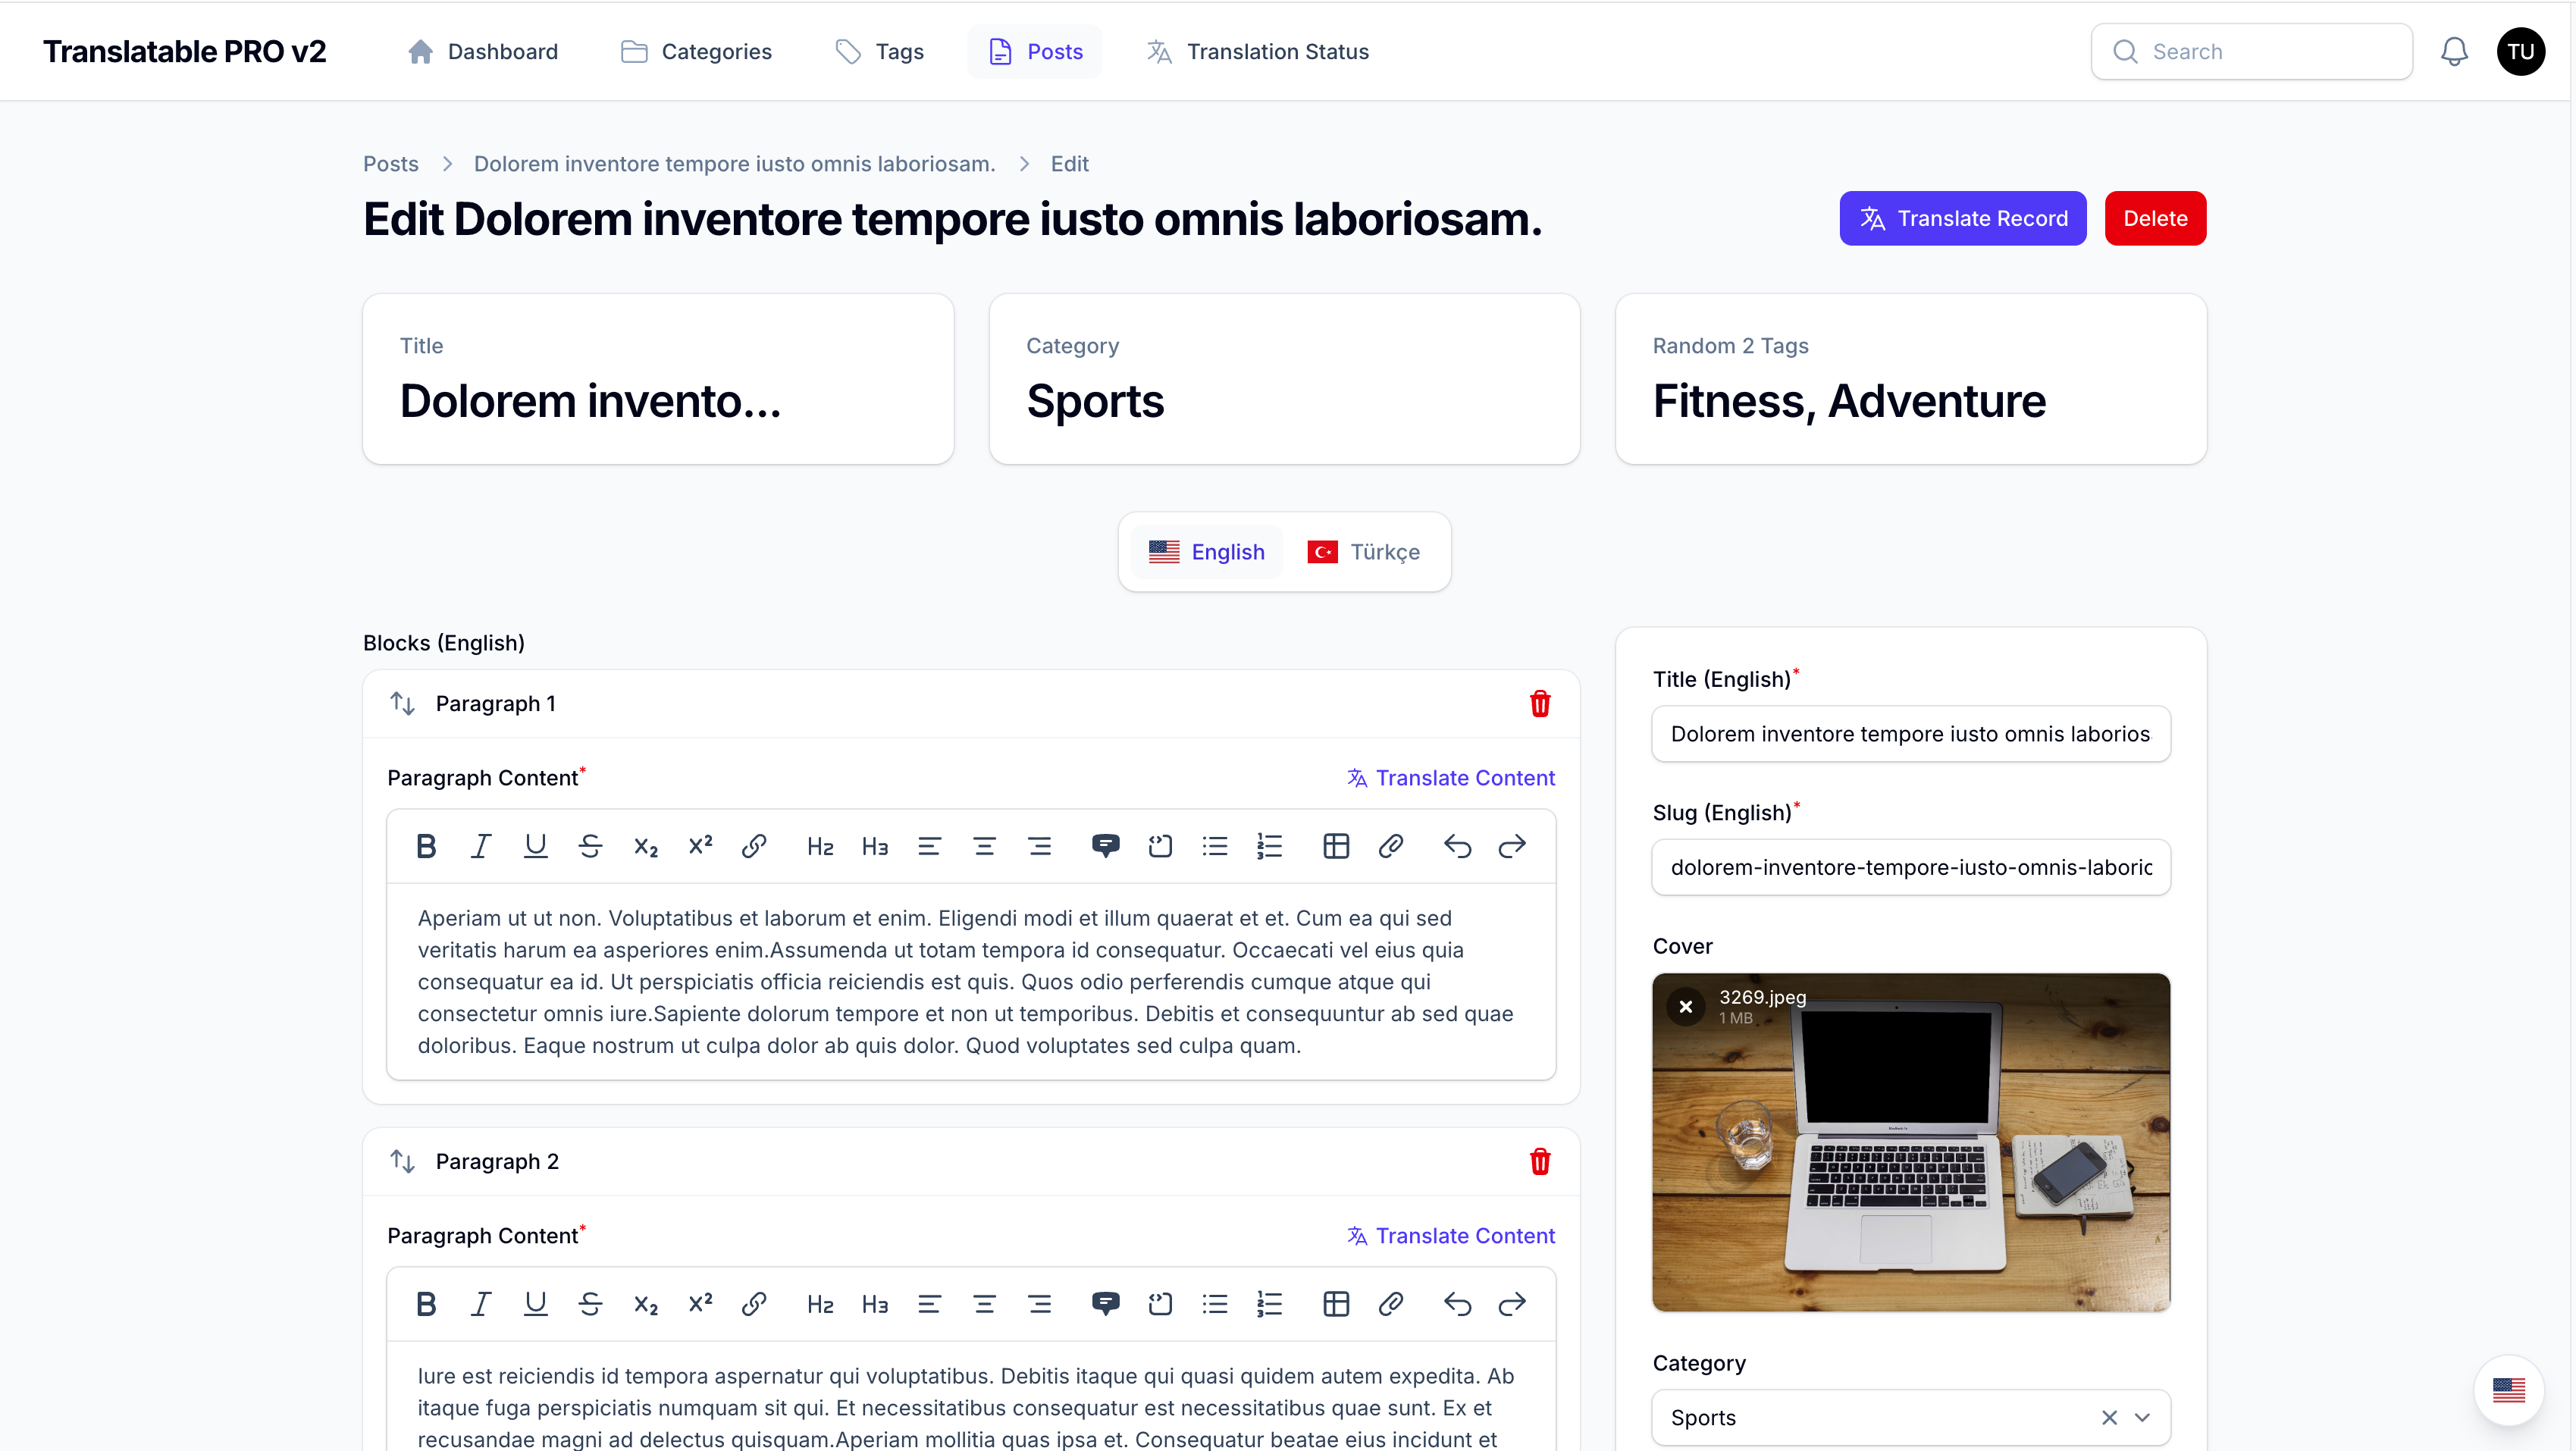 Translatable PRO v2
Dashboard
Categories
Tags
Posts
Translation Status
Search
TU
Posts
Dolorem inventore tempore iusto omnis laboriosam.
Edit
Edit Dolorem inventore tempore iusto omnis laboriosam.
Translate Record
Delete
Title
Dolorem invento...
Category
Sports
Random 2 Tags
Fitness, Adventure
English
Türkçe
Blocks (English)
Paragraph 1
Paragraph Content*
Translate Content
Aperiam ut ut non. Voluptatibus et laborum et enim. Eligendi modi et illum quaerat et et. Cum ea qui sed
veritatis harum ea asperiores enim.Assumenda ut totam tempora id consequatur. Occaecati vel eius quia
consequatur ea id. Ut perspiciatis officia reiciendis est quis. Quos odio perferendis cumque atque qui
consectetur omnis iure.Sapiente dolorum tempore et non ut temporibus. Debitis et consequuntur ab sed quae
doloribus. Eaque nostrum ut culpa dolor ab quis dolor. Quod voluptates sed culpa quam.
Paragraph 2
Paragraph Content*
Translate Content
Iure est reiciendis id tempora aspernatur qui voluptatibus. Debitis itaque qui quasi quidem autem expedita. Ab
itaque fuga perspiciatis numquam sit qui. Et necessitatibus consequatur est necessitatibus quae sunt. Ex et
recusandae magni ad delectus quisquam.Aperiam mollitia quas ipsa et. Consequatur beatae eius incidunt et
Title (English)*
Dolorem inventore tempore iusto omnis laborios
Slug (English)*
dolorem-inventore-tempore-iusto-omnis-laboric
Cover
3269.jpeg
1 MB
Category
Sports